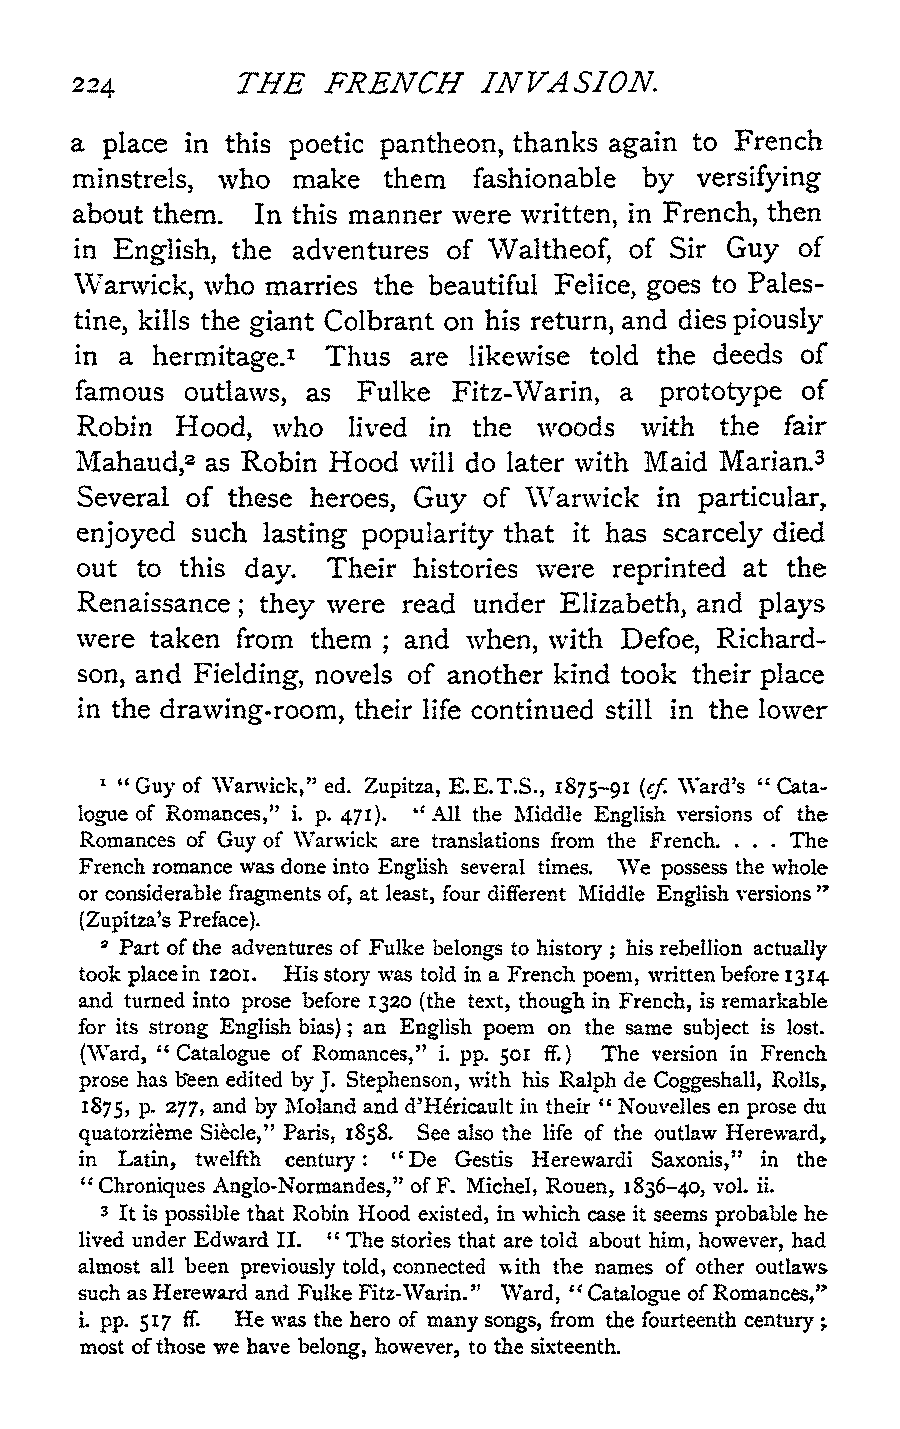 224 THE FRENCH INVASION.
a place in this poetic pantheon, thanks again to French
minstrels, who make them fashionable by versifying
about them. In this manner were written, in French, then
in English, the adventures of Waltheof, of Sir Guy of
Warwick, who marries the beautiful Felice, goes to Pales-
tine, kills the giant Colbrant on his return, and dies piously
in a hermitage.¹ Thus are likewise told the deeds of
famous outlaws, as Fulke Fitz-Warin, a prototype of
Robin Hood, who lived in the woods with the fair
Mahaud,² as Robin Hood will do later with Maid Marian.³
Several of these heroes, Guy of Warwick in particular,
enjoyed such lasting popularity that it has scarcely died
out to this day. Their histories were reprinted at the
Renaissance ; they were read under Elizabeth, and plays
were taken from them ; and when, with Defoe, Richard-
son, and Fielding, novels of another kind took their place
in the drawing-room, their life continued still in the lower
¹ “Guy of Warwick,” ed. Zupitza, E.E.T.S., 1875–91 (cf. Ward's “Cata-
logue of Romances,” i. p. 471). “All the Middle English versions of the
Romances of Guy of Warwick are translations from the French. . . . The
French romance was done into English several times. We possess the whole
or considerable fragments of, at least, four different Middle English versions”
(Zupitza's Preface).
² Part of the adventures of Fulke belongs to history ; his rebellion actually
took place in 1201. His story was told in a French poem, written before 1314
and turned into prose before 1320 (the text, though in French, is remarkable
for its strong English bias) ; an English poem on the same subject is lost.
(Ward, “Catalogue of Romances,” i. pp. 501 ff.) The version in French
prose has been edited by J. Stephenson, with his Ralph de Coggeshall, Rolls,
1875, p. 277, and by Moland and d'Héricault in their “Nouvelles en prose du
quatorzième Siècle,” Paris, 1858. See also the life of the outlaw Hereward,
in Latin, twelfth century : “De Gestis Herewardi Saxonis,” in the
“Chroniques Anglo-Normandes,” of F. Michel, Rouen, 1836–40, vol. ii.
³ It is possible that Robin Hood existed, in which case it seems probable he
lived under Edward II. “The stories that are told about him, however, had
almost all been previously told, connected with the names of other outlaws
such as Hereward and Fulke Fitz-Warin.” Ward, “Catalogue of Romances,”
i. pp. 517 ff. He was the hero of many songs, from the fourteenth century ;
most of those we have belong, however, to the sixteenth.